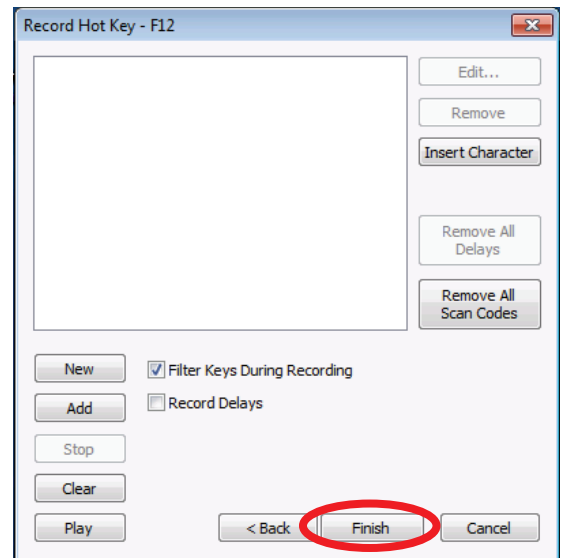 Record Hot Key - F12
Edit...
Remove
Insert Character
Remove All
Delays
Remove All
Scan Codes
New
Filter Keys During Recording
Add
Record Delays
Stop
Clear
Play
< Back
Finish
Cancel